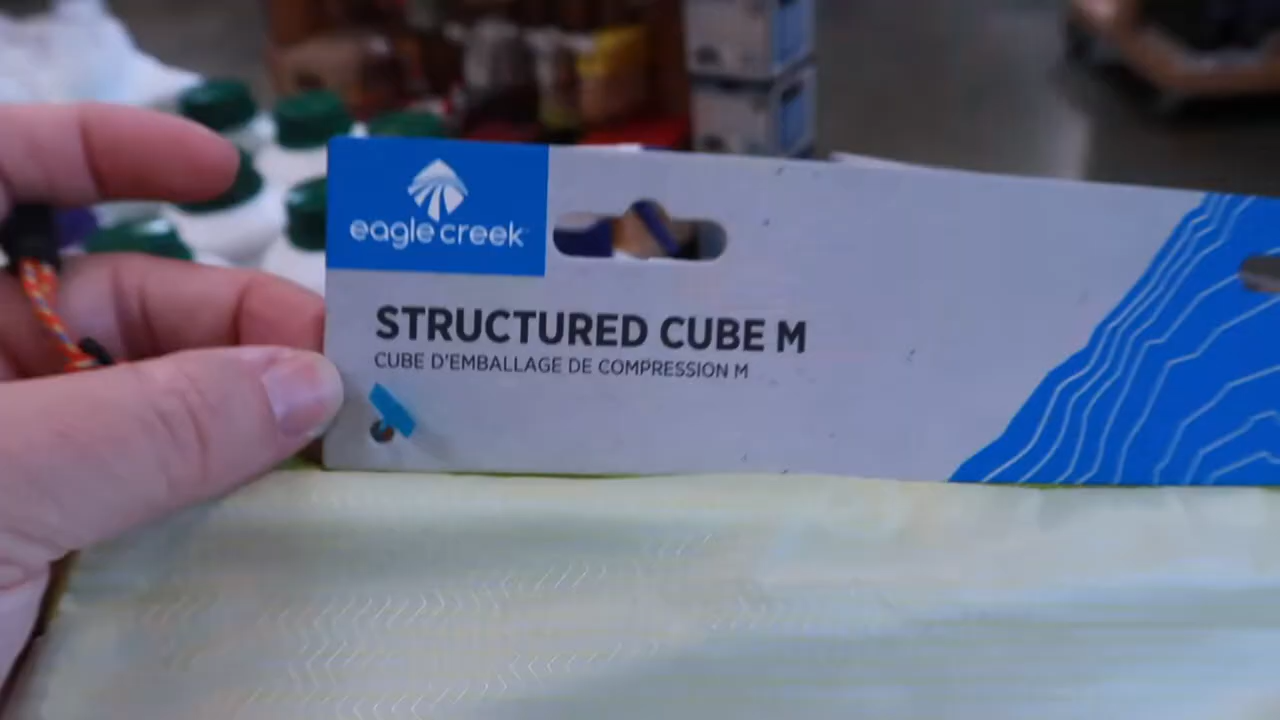 eagle creek
STRUCTURED CUBE M
CUBE D'EMBALLAGE DE COMPRESSION M